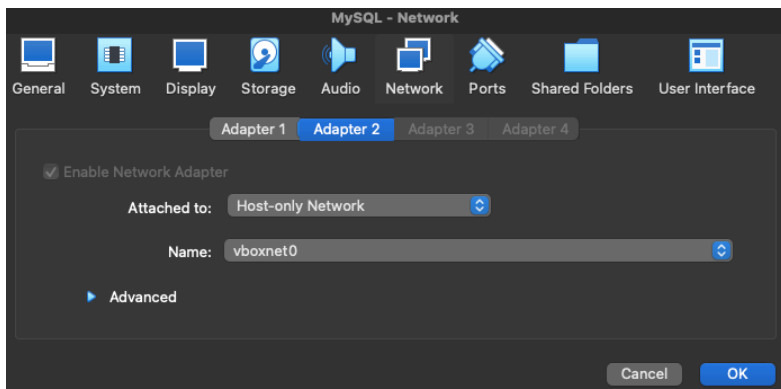 MySQL - Network
General System Display Storage Audio Network Ports Shared Folders User Interface
Adapter 1 Adapter 2 Adapter 3 Adapter 4
Enable Network Adapter
Attached to: Host-only Network
Name: vboxnet0
Advanced
Cancel OK